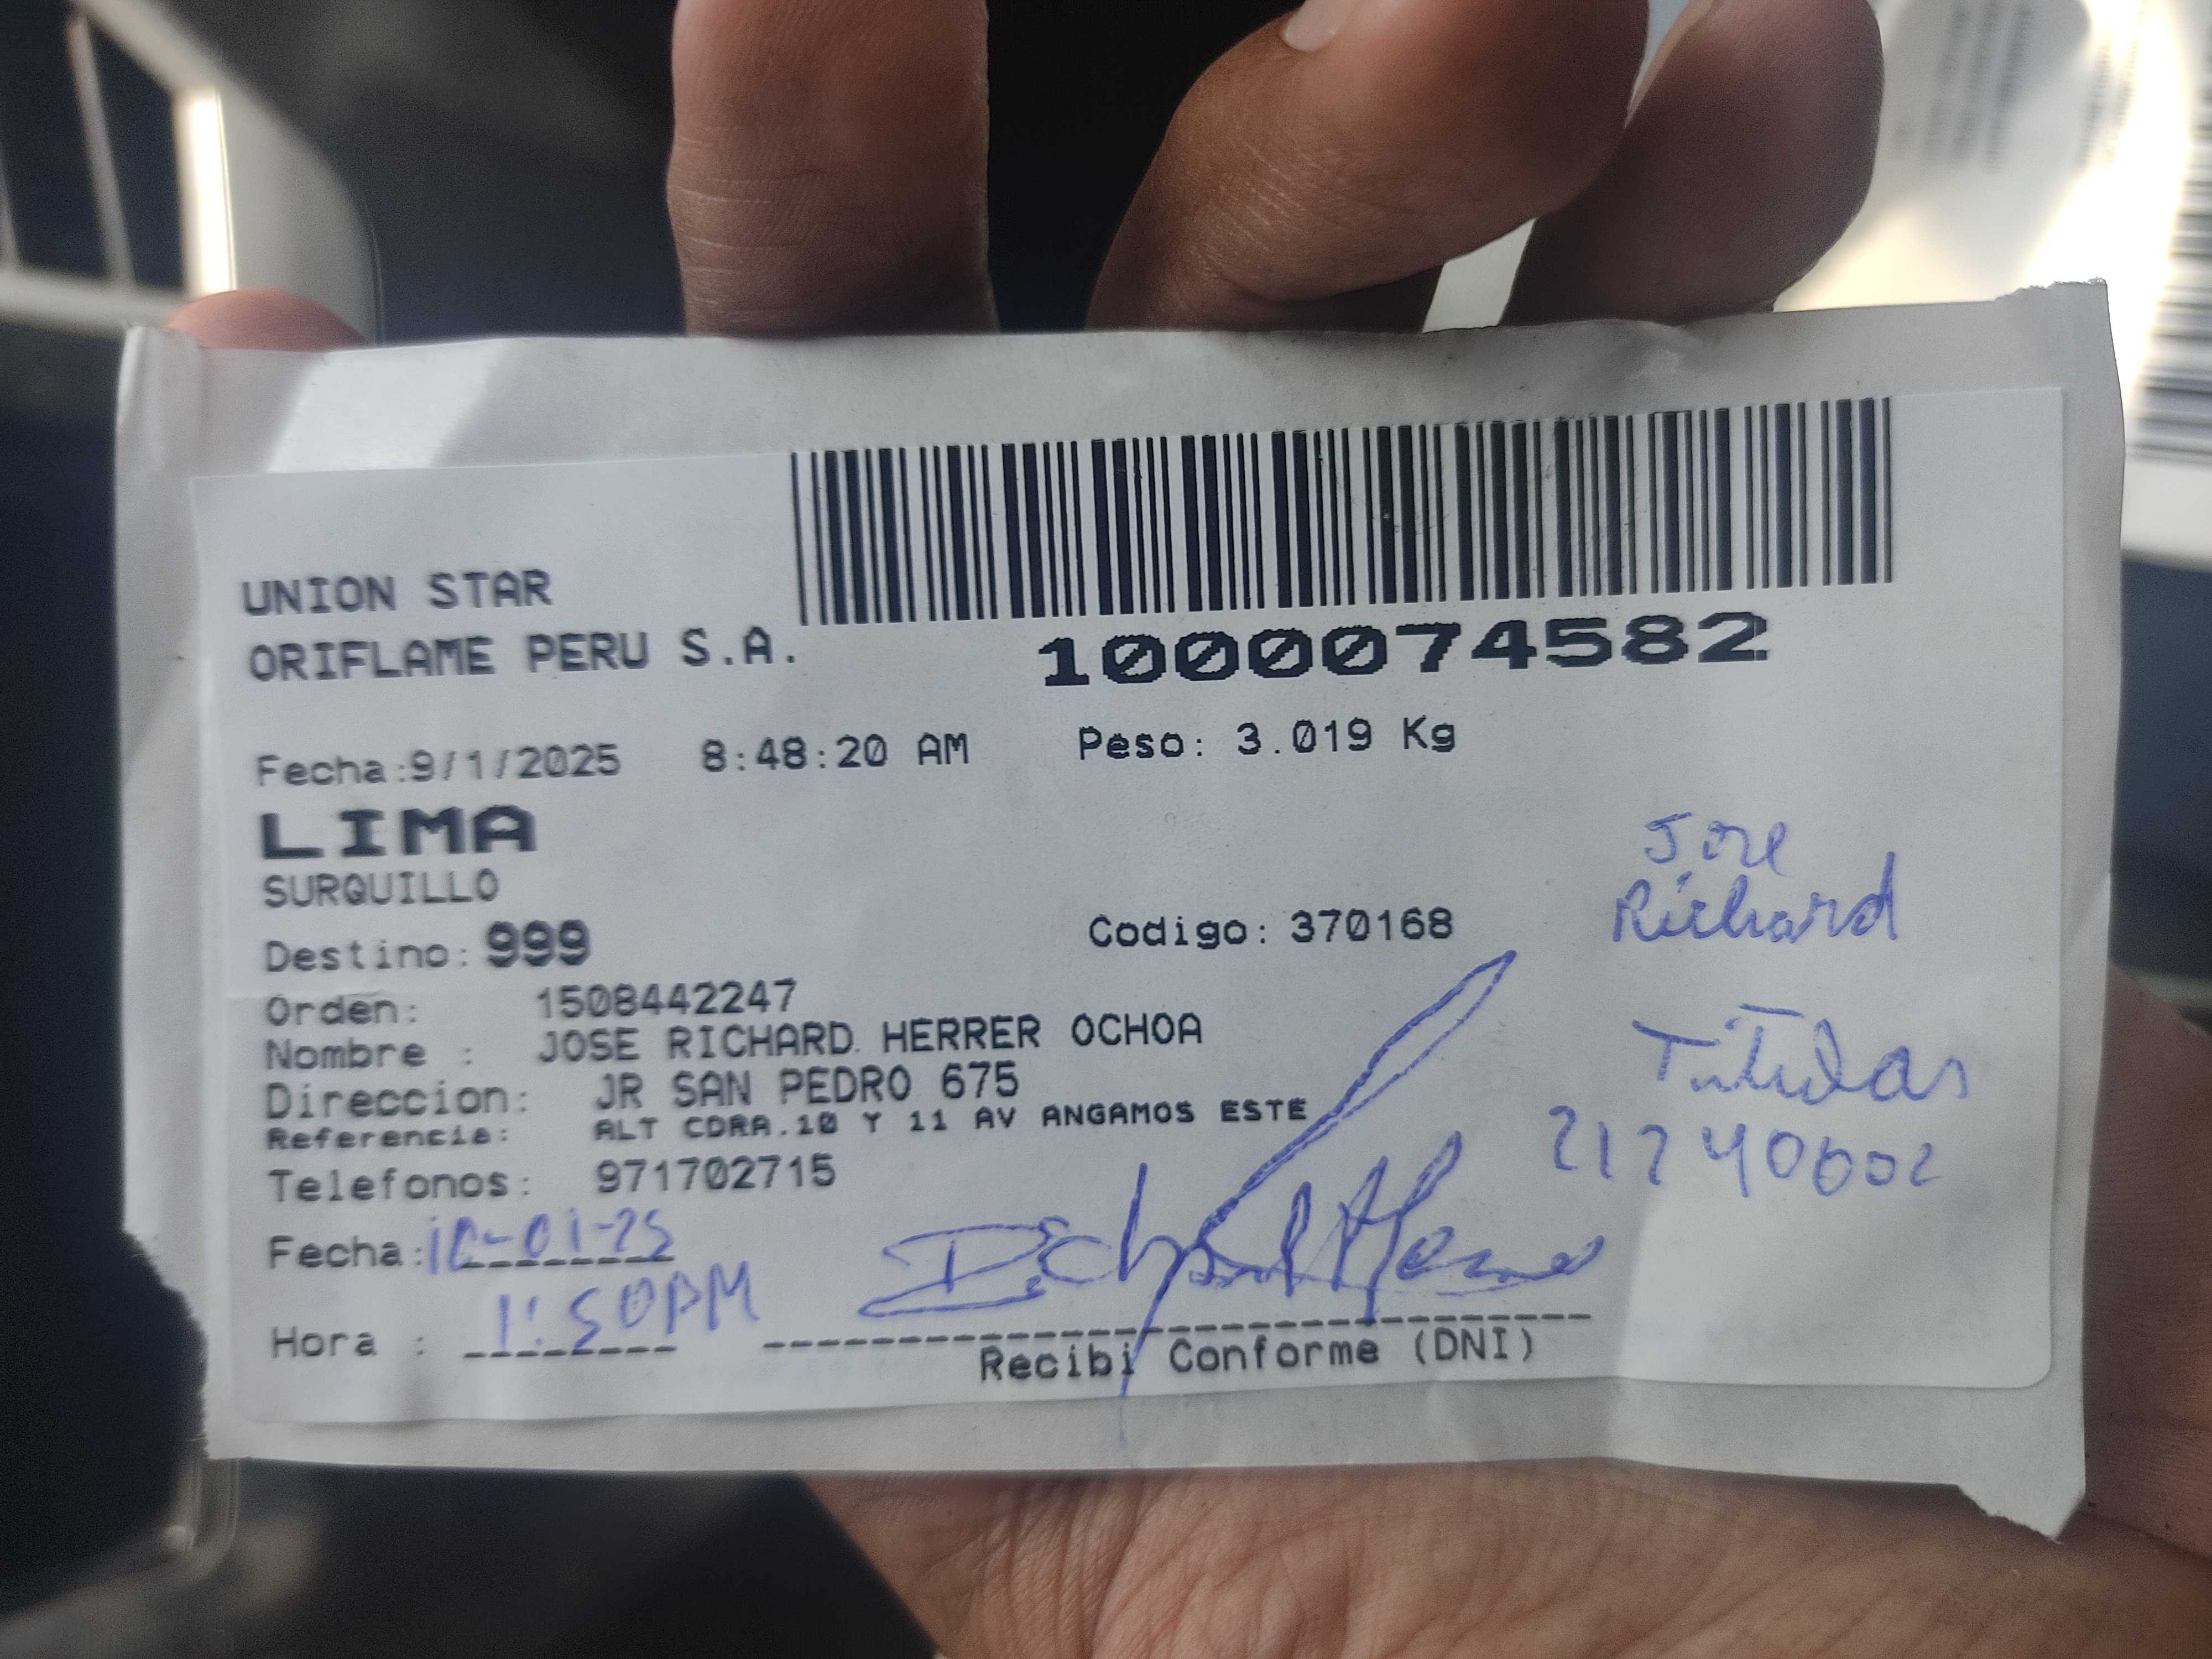 UNION STAR
ORIFLAME PERU S.A.
1000074582
Fecha:9/1/2025 8:48:20 AM Peso: 3.019 Kg
LIMA
SURQUILLO
Destino: 999 Codigo: 370168
Orden: 1508442247
Nombre : JOSE RICHARD HERRER OCHOA
Direccion: JR SAN PEDRO 675
Referencia: ALT CDRA.10 Y 11 AV ANGAMOS ESTE
Telefonos: 971702715
Fecha: 10-01-25
Hora : 1:50PM
Recibi Conforme (DNI)
Jose
Richard
Titular